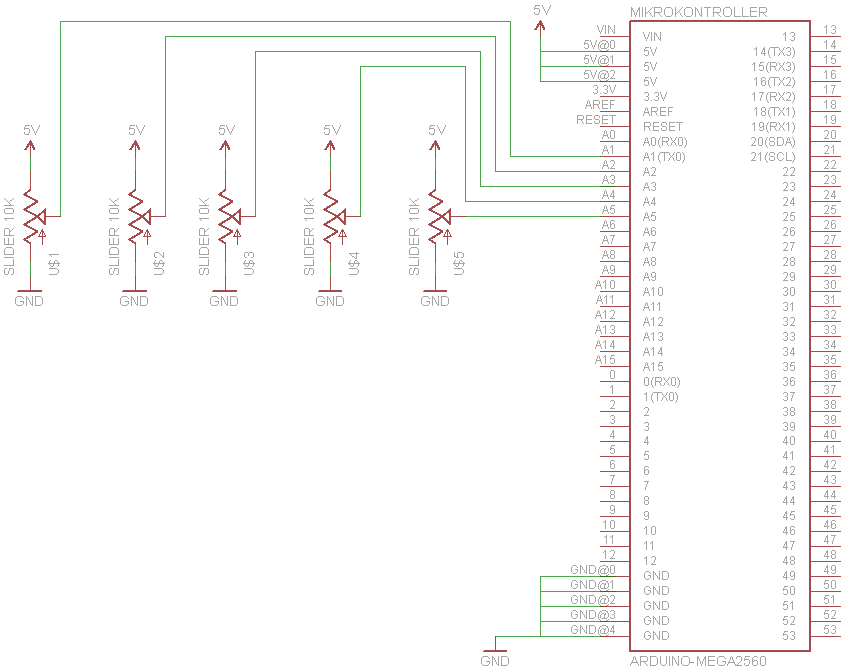 MIKROKONTROLLER
5V
VIN VIN 13 13
5V@0 5V 14(TX3) 14
5V@1 5V 15(RX3) 15
5V@2 5V 16(TX2) 16
3.3V 3.3V 17(RX2) 17
AREF AREF 18(TX1) 18
RESET RESET 19(RX1) 19
A0 A0(RX0) 20(SDA) 20
A1 A1(TX0) 21(SCL) 21
A2 A2 22 22
A3 A3 23 23
A4 A4 24 24
A5 A5 25 25
A6 A6 26 26
A7 A7 27 27
A8 A8 28 28
A9 A9 29 29
A10 A10 30 30
A11 A11 31 31
A12 A12 32 32
A13 A13 33 33
A14 A14 34 34
A15 A15 35 35
0 0(RX0) 36 36
1 1(TX0) 37 37
2 2 38 38
3 3 39 39
4 4 40 40
5 5 41 41
6 6 42 42
7 7 43 43
8 8 44 44
9 9 45 45
10 10 46 46
11 11 47 47
12 12 48 48
GND@0 GND 49 49
GND@1 GND 50 50
GND@2 GND 51 51
GND@3 GND 52 52
GND@4 GND 53 53
GND
ARDUINO-MEGA2560
5V 5V 5V 5V 5V
SLIDER 10K
U$1
SLIDER 10K
U$2
SLIDER 10K
U$3
SLIDER 10K
U$4
SLIDER 10K
U$5
GND GND GND GND GND